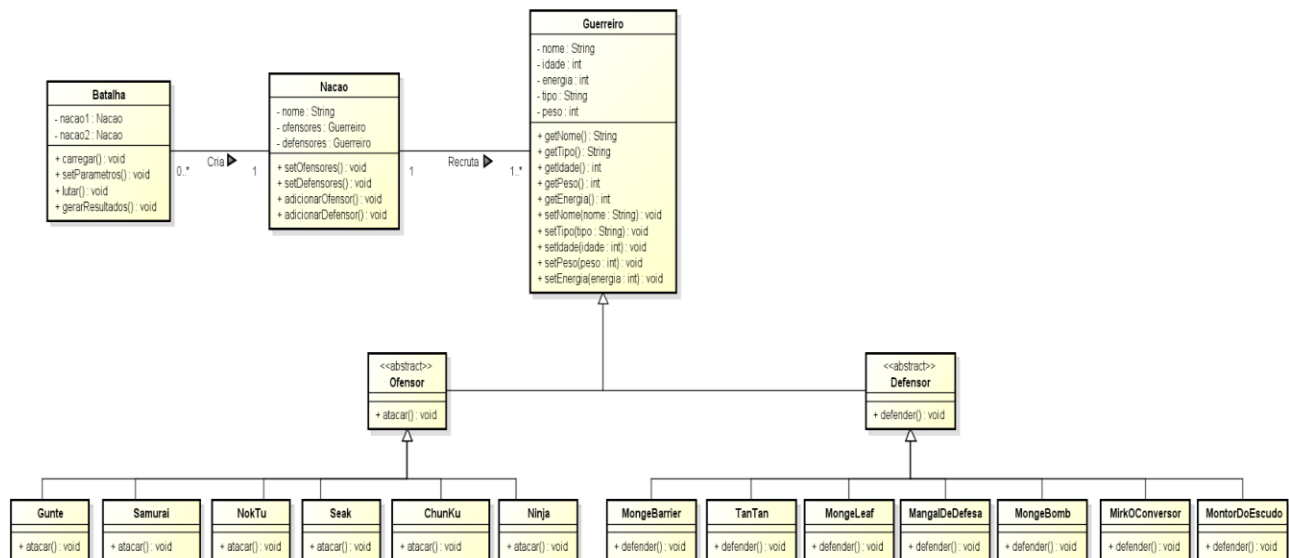 Guerreiro
- nome : String
- idade : int
- energia : int
- tipo : String
- peso : int
+ getNome() : String
+ getTipo() : String
+ getIdade() : int
+ getPeso() : int
+ getEnergia() : int
+ setNome(nome : String) : void
+ setTipo(tipo : String) : void
+ setIdade(idade : int) : void
+ setPeso(peso : int) : void
+ setEnergia(energia : int) : void
Batalha
- nacao1 : Nacao
- nacao2 : Nacao
+ carregar() : void
+ setParametros() : void
+ lutar() : void
+ gerarResultados() : void
0..*
Cria
1
Nacao
- nome : String
- ofensores : Guerreiro
- defensores : Guerreiro
+ setOfensores() : void
+ setDefensores() : void
+ adicionarOfensor() : void
+ adicionarDefensor() : void
1
Recruta
1..*
<<abstract>>
Ofensor
+ atacar() : void
<<abstract>>
Defensor
+ defender() : void
Gunte
+ atacar() : void
Samurai
+ atacar() : void
NokTu
+ atacar() : void
Seak
+ atacar() : void
ChunKu
+ atacar() : void
Ninja
+ atacar() : void
MongeBarrier
+ defender() : void
TanTan
+ defender() : void
MongeLeaf
+ defender() : void
MangalDeDefesa
+ defender() : void
MongeBomb
+ defender() : void
MirkOConversor
+ defender() : void
MontorDoEscudo
+ defender() : void